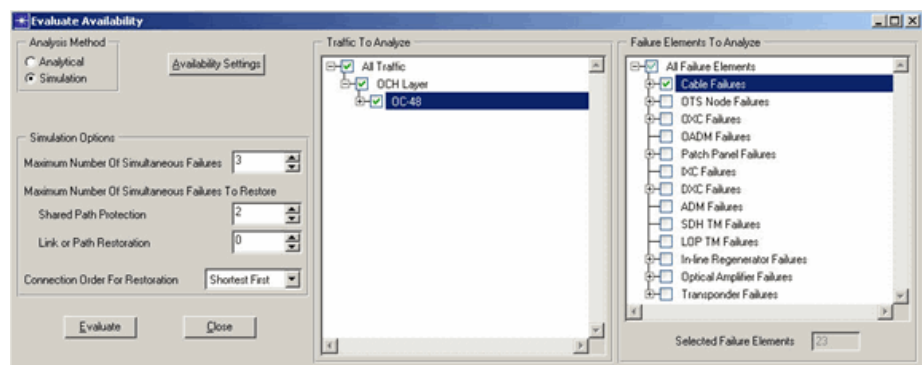 Evaluate Availability
Analysis Method
Analytical
Simulation
Availability Settings
Simulation Options
Maximum Number Of Simultaneous Failures 3
Maximum Number Of Simultaneous Failures To Restore
Shared Path Protection 2
Link or Path Restoration 0
Connection Order For Restoration Shortest First
Evaluate Close
Traffic To Analyze
All Traffic
OCH Layer
OC-48
Failure Elements To Analyze
All Failure Elements
Cable Failures
OTS Node Failures
OXC Failures
OADM Failures
Patch Panel Failures
IXC Failures
DXC Failures
ADM Failures
SDH TM Failures
LOP TM Failures
In-line Regenerator Failures
Optical Amplifier Failures
Transponder Failures
Selected Failure Elements 23